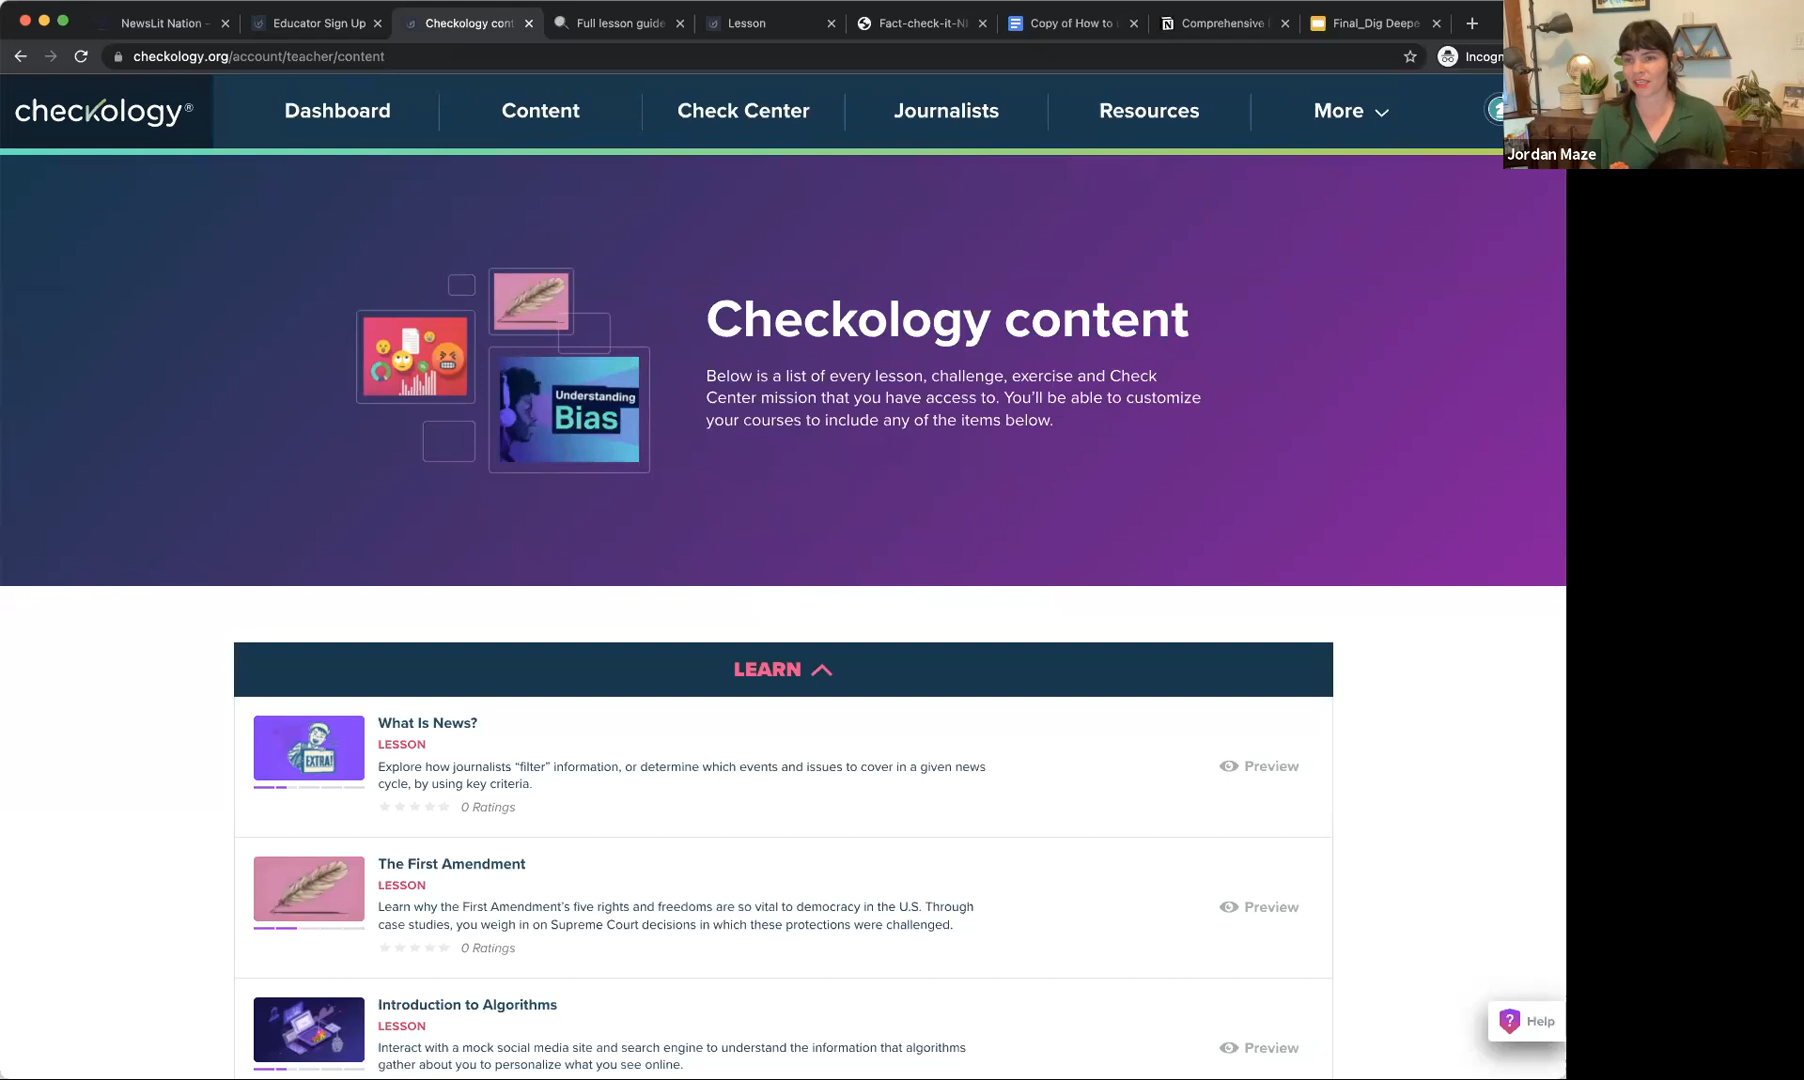 NewsLit Nation -
Educator Sign Up
Checkology cont
Full lesson guide
Lesson
Fact-check-it-NL
Copy of How to
Comprehensive
Final_Dig Deepe
checkology.org/account/teacher/content
Incogn
checkology®
Dashboard
Content
Check Center
Journalists
Resources
More
Jordan Maze
Understanding
Bias
Checkology content
Below is a list of every lesson, challenge, exercise and Check
Center mission that you have access to. You’ll be able to customize
your courses to include any of the items below.
LEARN
EXTRA!
What Is News?
LESSON
Explore how journalists “filter” information, or determine which events and issues to cover in a given news
cycle, by using key criteria.
0 Ratings
Preview
The First Amendment
LESSON
Learn why the First Amendment’s five rights and freedoms are so vital to democracy in the U.S. Through
case studies, you weigh in on Supreme Court decisions in which these protections were challenged.
0 Ratings
Preview
Introduction to Algorithms
LESSON
Interact with a mock social media site and search engine to understand the information that algorithms
gather about you to personalize what you see online.
Preview
? Help